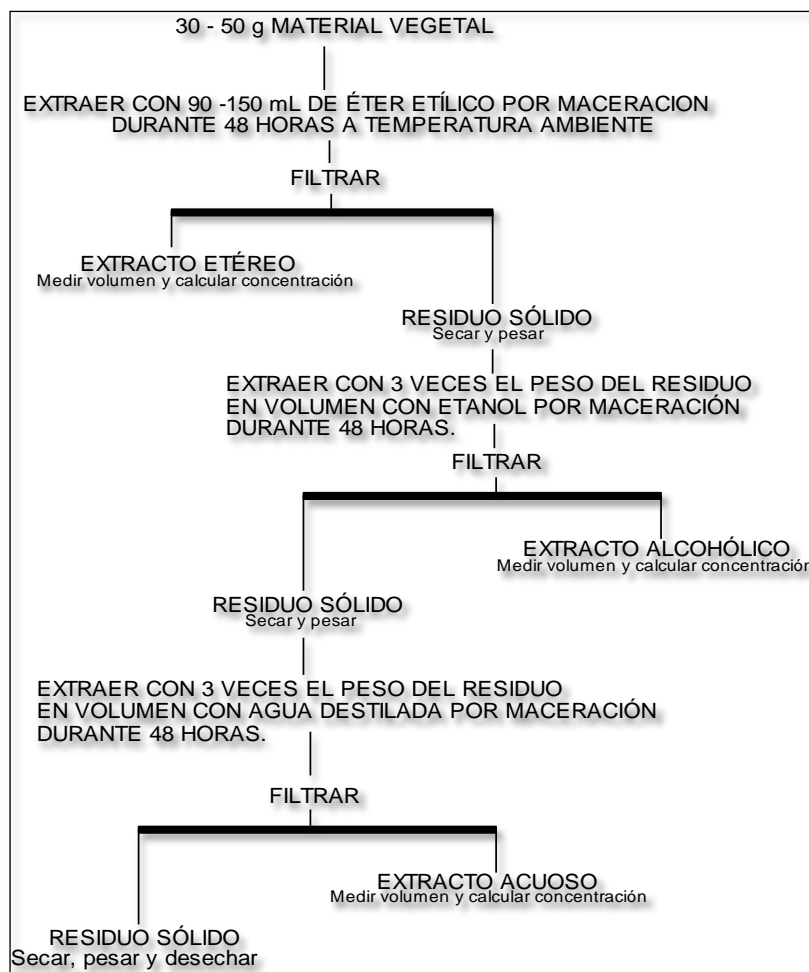 30 - 50 g MATERIAL VEGETAL
EXTRAER CON 90 -150 mL DE ÉTER ETÍLICO POR MACERACION
DURANTE 48 HORAS A TEMPERATURA AMBIENTE
FILTRAR
EXTRACTO ETÉREO
Medir volumen y calcular concentración
RESIDUO SÓLIDO
Secar y pesar
EXTRAER CON 3 VECES EL PESO DEL RESIDUO
EN VOLUMEN CON ETANOL POR MACERACIÓN
DURANTE 48 HORAS.
FILTRAR
EXTRACTO ALCOHÓLICO
Medir volumen y calcular concentración
RESIDUO SÓLIDO
Secar y pesar
EXTRAER CON 3 VECES EL PESO DEL RESIDUO
EN VOLUMEN CON AGUA DESTILADA POR MACERACIÓN
DURANTE 48 HORAS.
FILTRAR
EXTRACTO ACUOSO
Medir volumen y calcular concentración
RESIDUO SÓLIDO
Secar, pesar y desechar